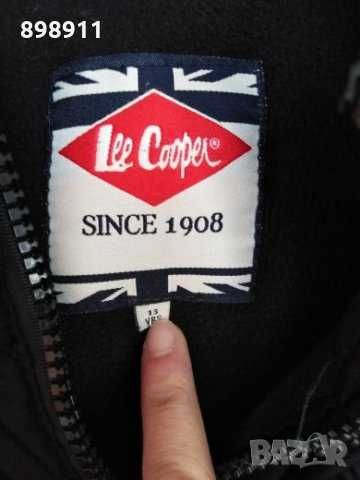 898911
Lee Cooper®
SINCE 1908
13
YRS
bazar